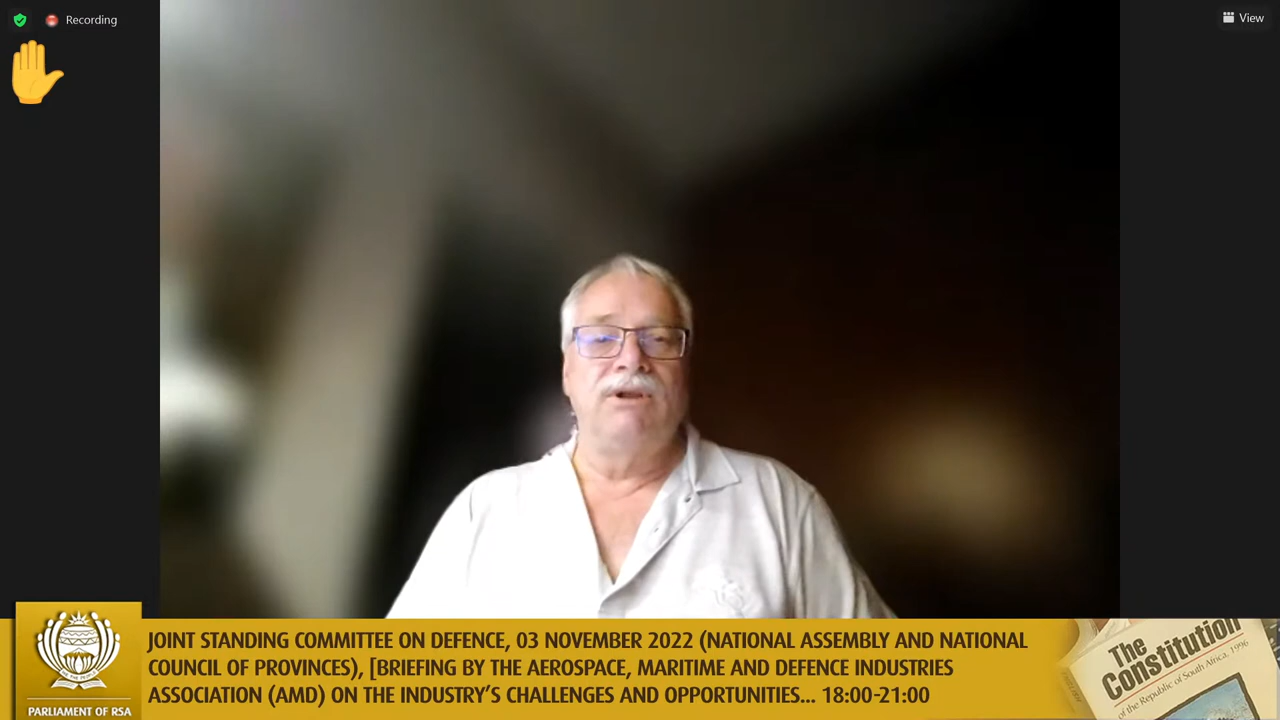 Recording
View
JOINT STANDING COMMITTEE ON DEFENCE, 03 NOVEMBER 2022 (NATIONAL ASSEMBLY AND NATIONAL
COUNCIL OF PROVINCES), [BRIEFING BY THE AEROSPACE, MARITIME AND DEFENCE INDUSTRIES
ASSOCIATION (AMD) ON THE INDUSTRY'S CHALLENGES AND OPPORTUNITIES... 18:00-21:00
PARLIAMENT OF RSA
The
Constitution
of the Republic of South Africa, 1996